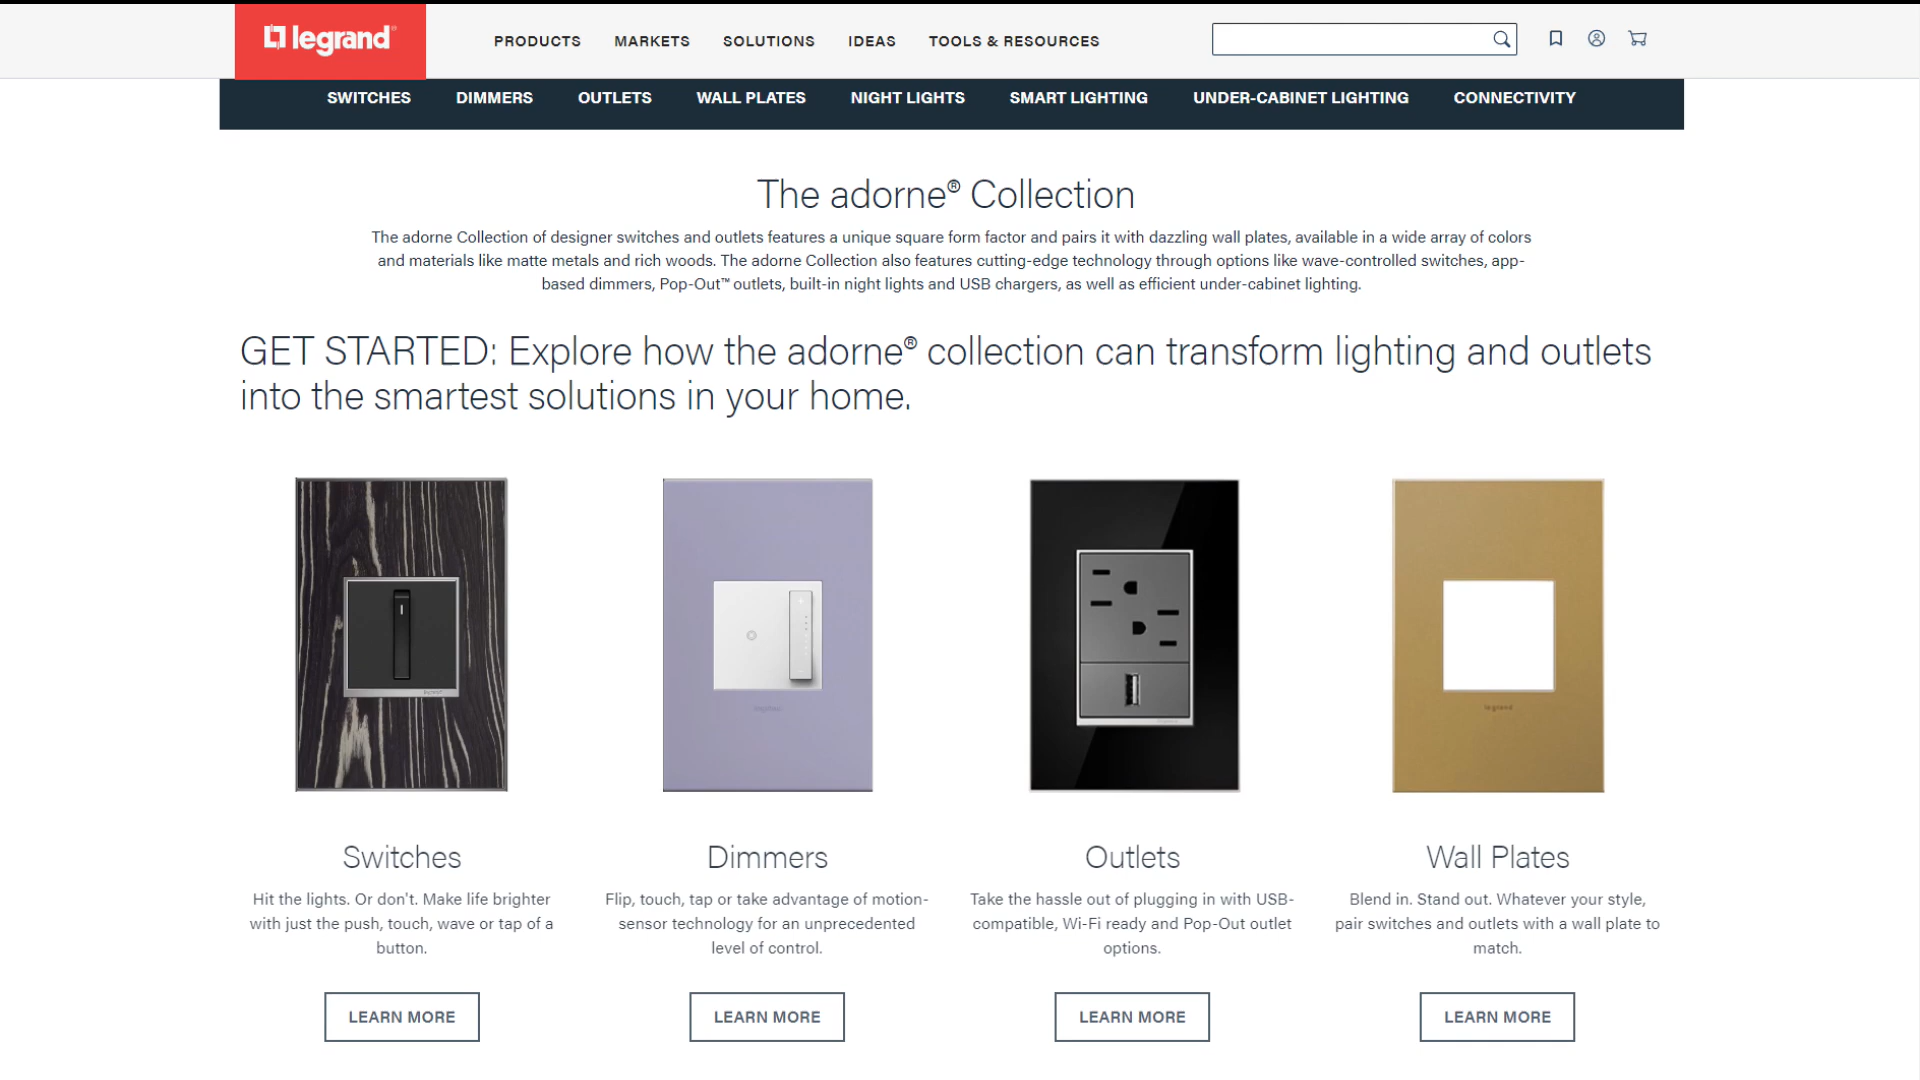 legrand®
PRODUCTS MARKETS SOLUTIONS IDEAS TOOLS & RESOURCES
SWITCHES DIMMERS OUTLETS WALL PLATES NIGHT LIGHTS SMART LIGHTING UNDER-CABINET LIGHTING CONNECTIVITY
The adorne® Collection
The adorne Collection of designer switches and outlets features a unique square form factor and pairs it with dazzling wall plates, available in a wide array of colors
and materials like matte metals and rich woods. The adorne Collection also features cutting-edge technology through options like wave-controlled switches, app-
based dimmers, Pop-Out™ outlets, built-in night lights and USB chargers, as well as efficient under-cabinet lighting.
GET STARTED: Explore how the adorne® collection can transform lighting and outlets
into the smartest solutions in your home.
legrand
Switches
Hit the lights. Or don't. Make life brighter
with just the push, touch, wave or tap of a
button.
LEARN MORE
Dimmers
Flip, touch, tap or take advantage of motion-
sensor technology for an unprecedented
level of control.
LEARN MORE
Outlets
Take the hassle out of plugging in with USB-
compatible, Wi-Fi ready and Pop-Out outlet
options.
LEARN MORE
Wall Plates
Blend in. Stand out. Whatever your style,
pair switches and outlets with a wall plate to
match.
LEARN MORE